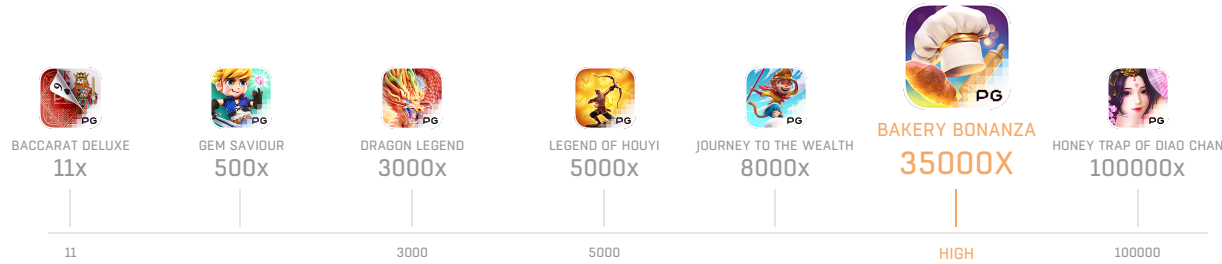 PG
PG
PG
PG
PG
PG
PG
BACCARAT DELUXE
11x
GEM SAVIOUR
500x
DRAGON LEGEND
3000x
LEGEND OF HOUYI
5000x
JOURNEY TO THE WEALTH
8000x
BAKERY BONANZA
35000X
HONEY TRAP OF DIAO CHAN
100000x
11
3000
5000
HIGH
100000